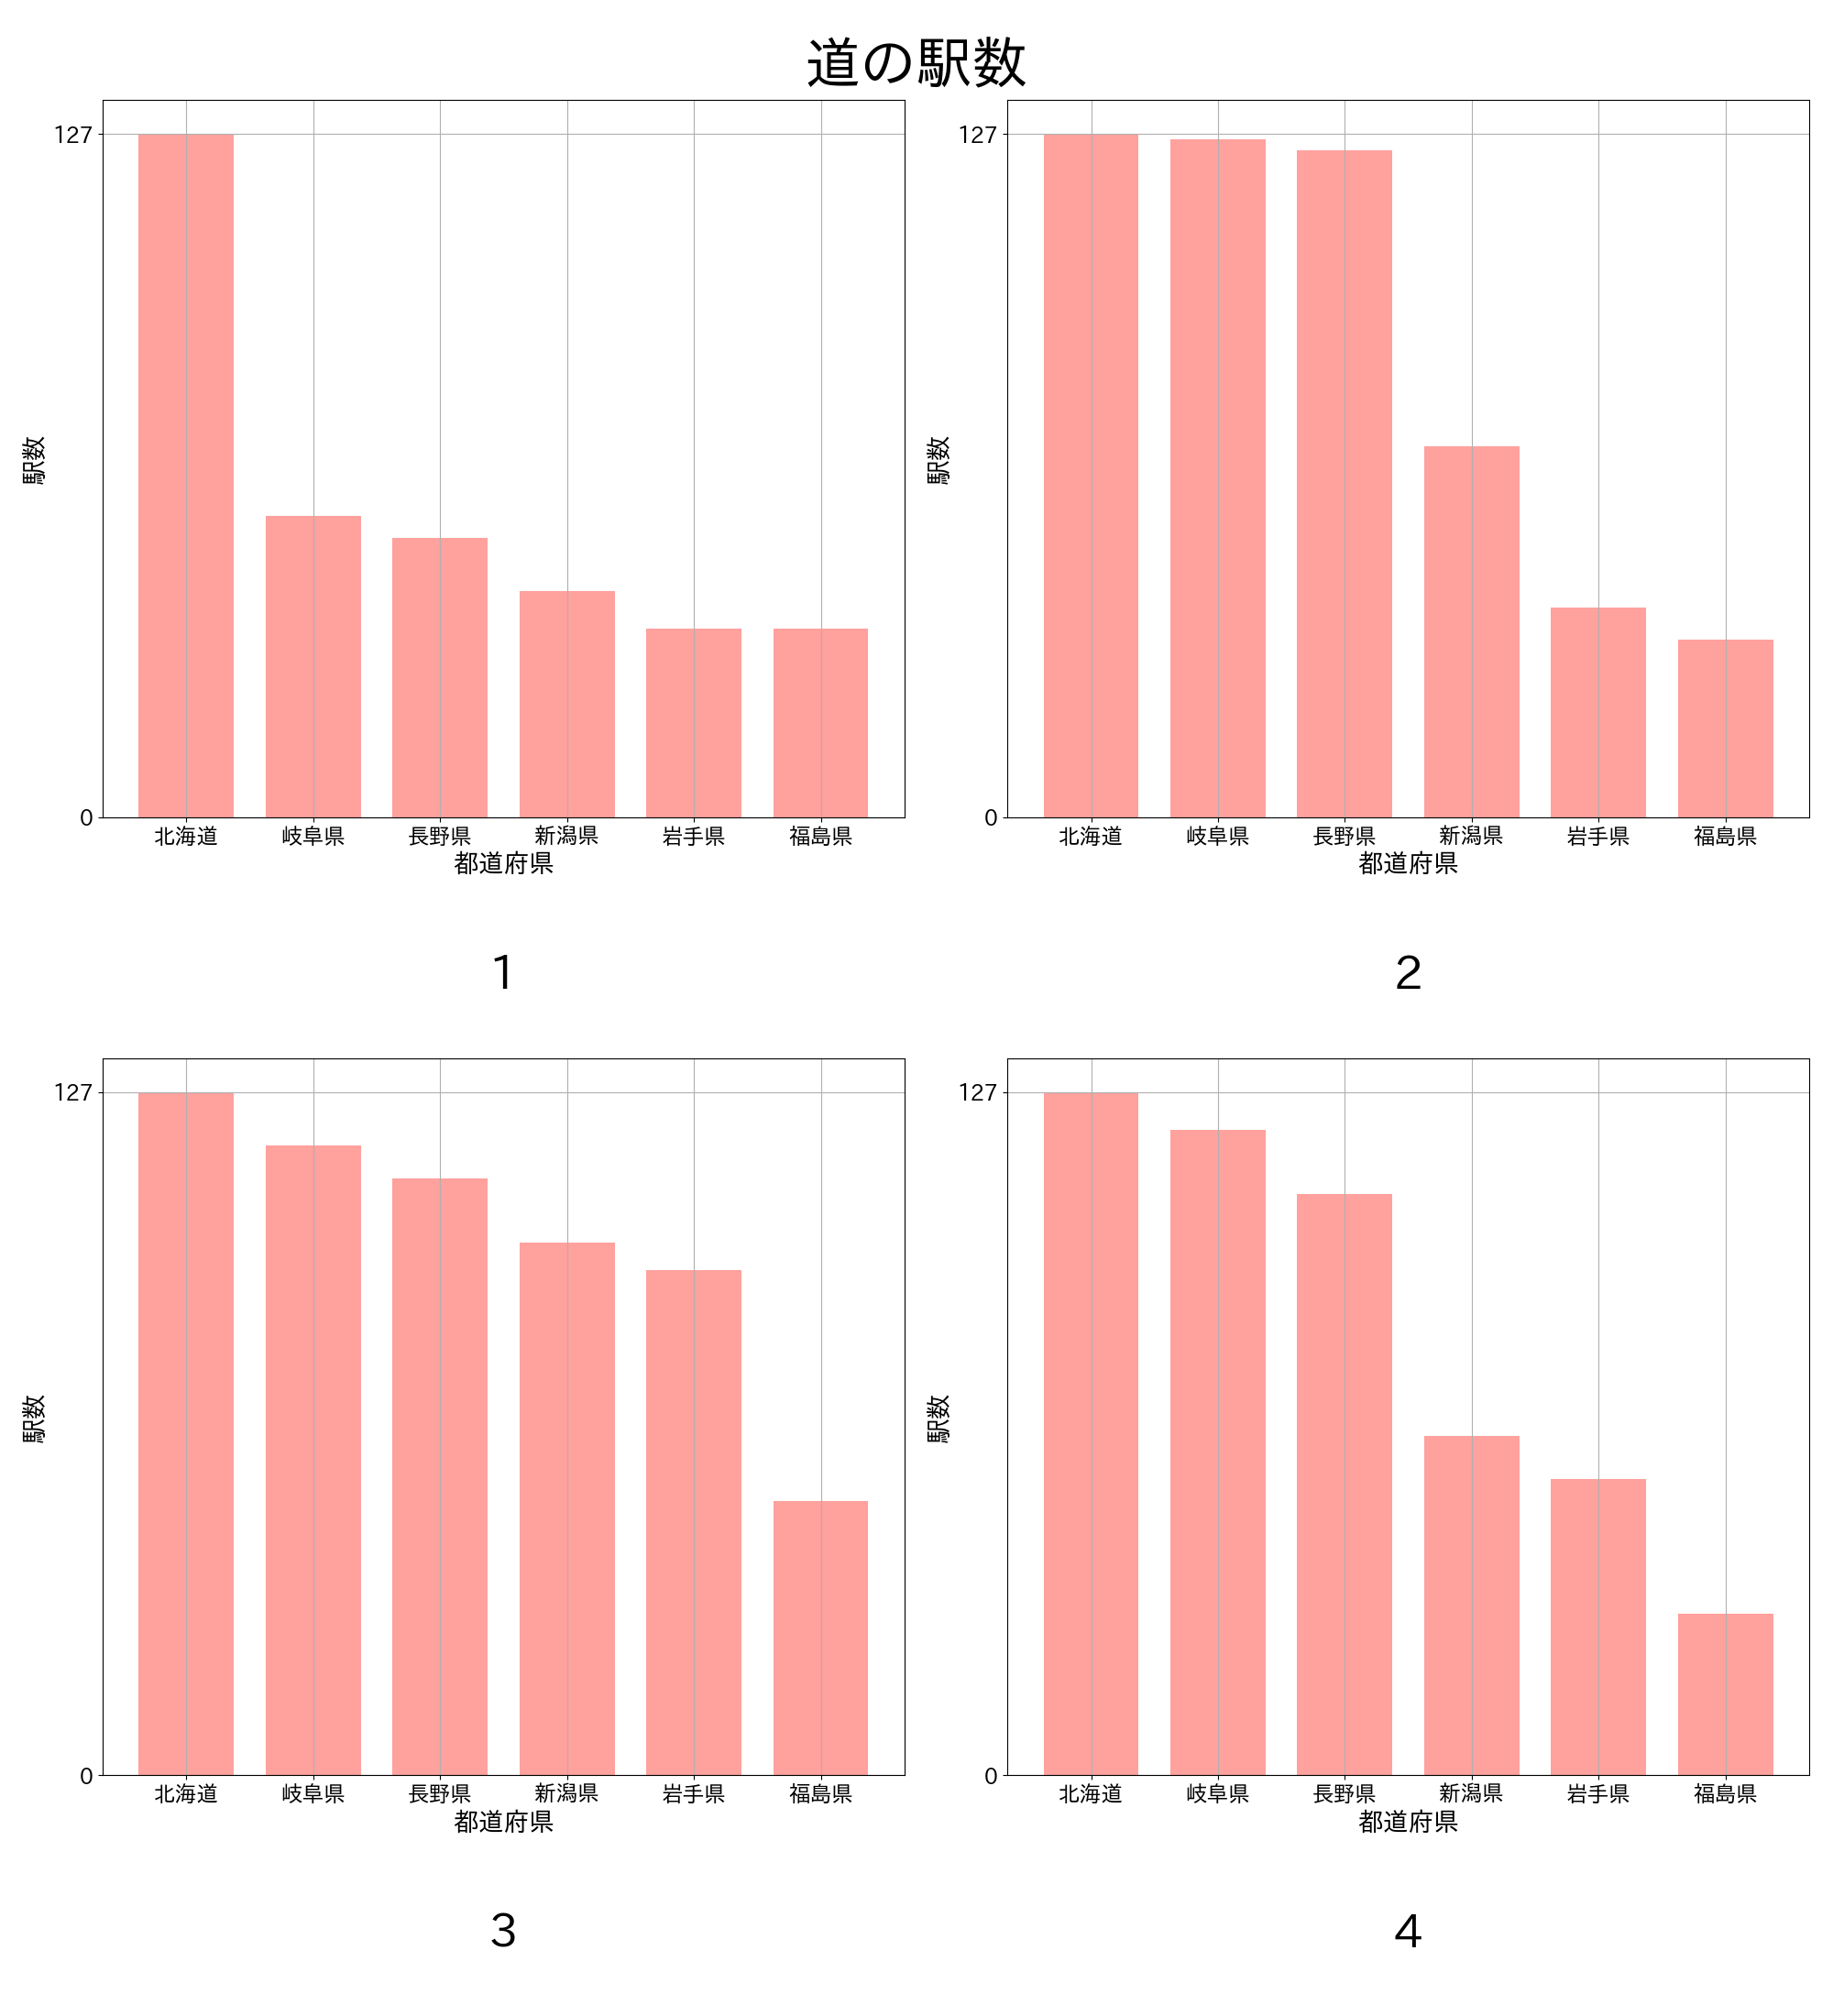 道の駅数
127
駅数
0
北海道 岐阜県 長野県 新潟県 岩手県 福島県
都道府県
1
127
駅数
0
北海道 岐阜県 長野県 新潟県 岩手県 福島県
都道府県
2
127
駅数
0
北海道 岐阜県 長野県 新潟県 岩手県 福島県
都道府県
3
127
駅数
0
北海道 岐阜県 長野県 新潟県 岩手県 福島県
都道府県
4